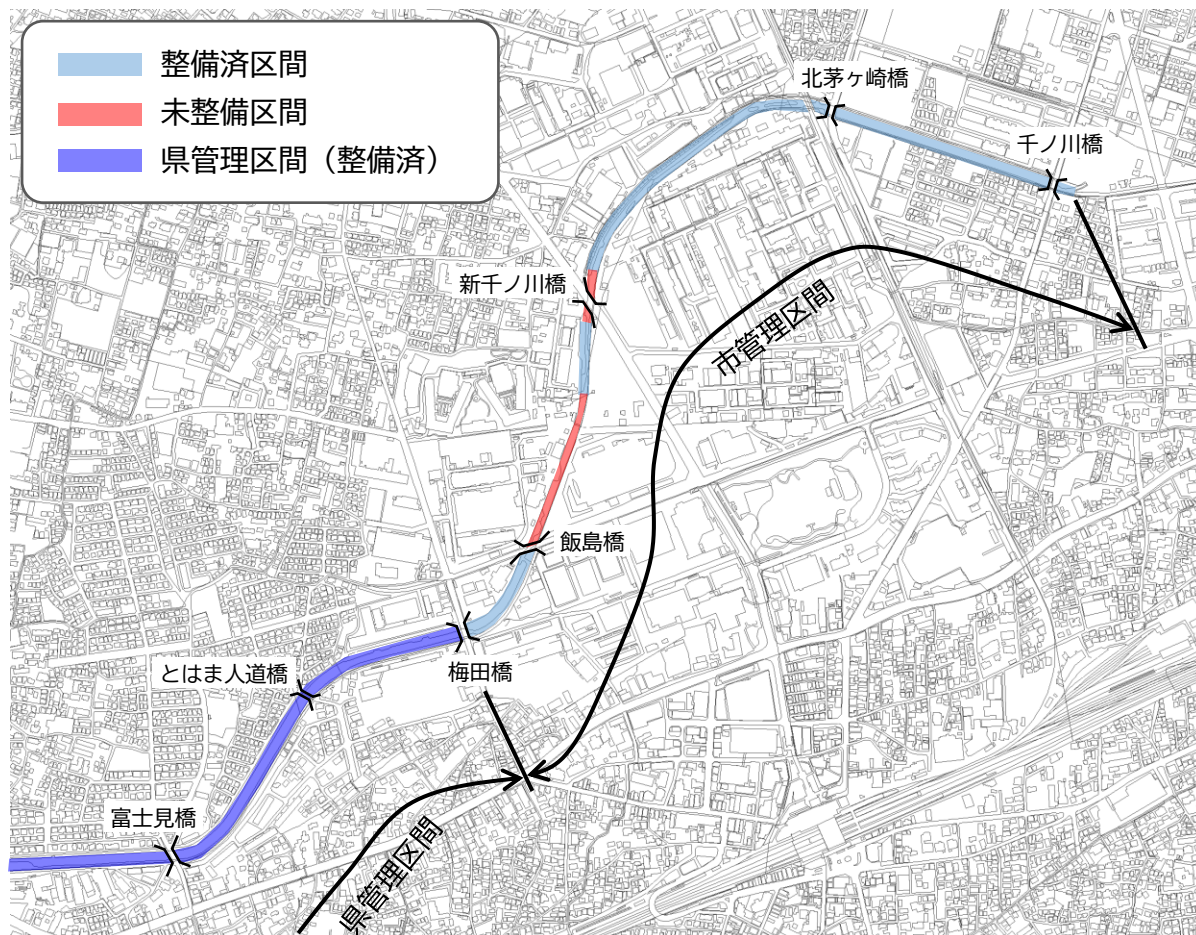 整備済区間
未整備区間
県管理区間（整備済）
北茅ヶ崎橋
千ノ川橋
新千ノ川橋
市管理区間
飯島橋
とはま人道橋
梅田橋
富士見橋
県管理区間